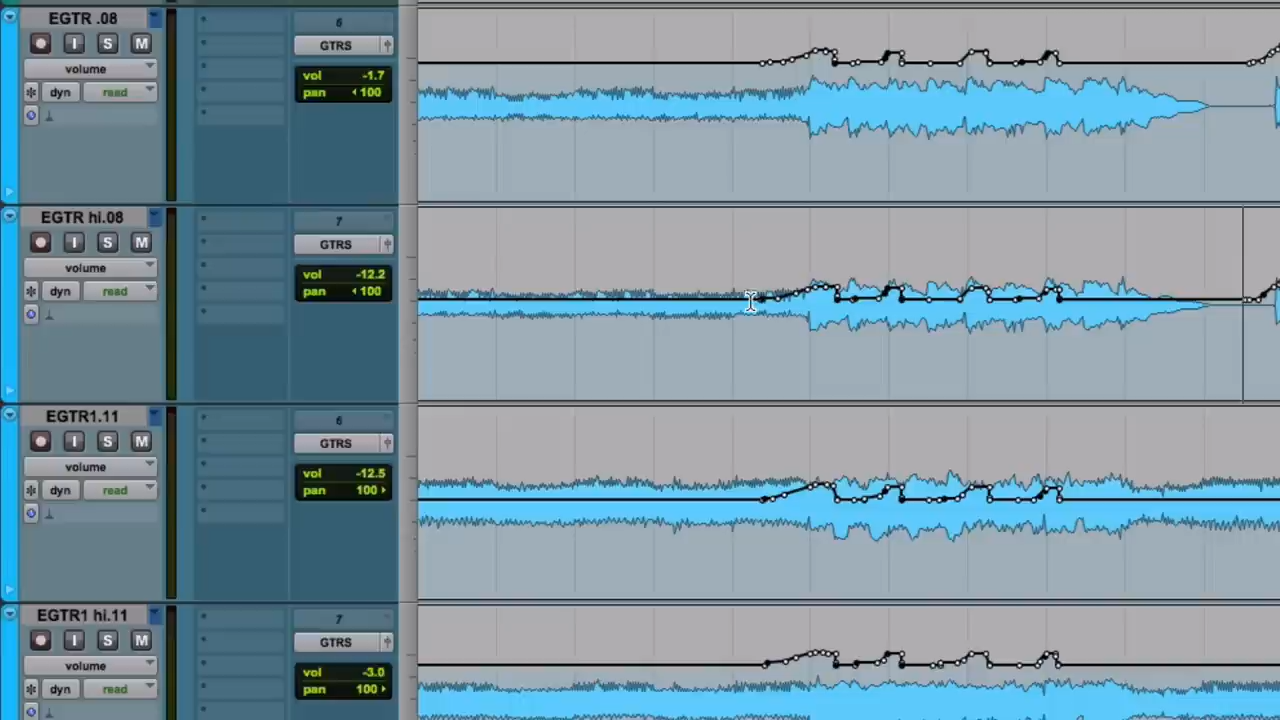 EGTR .08
6
I S M
GTRS
volume
vol -1.7
dyn read
pan 100
EGTR hi.08
7
I S M
GTRS
volume
vol -12.2
dyn read
pan 100
EGTR1.11
6
I S M
GTRS
volume
vol -12.5
dyn read
pan 100
EGTR1 hi.11
7
I S M
GTRS
volume
vol -3.0
dyn read
pan 100